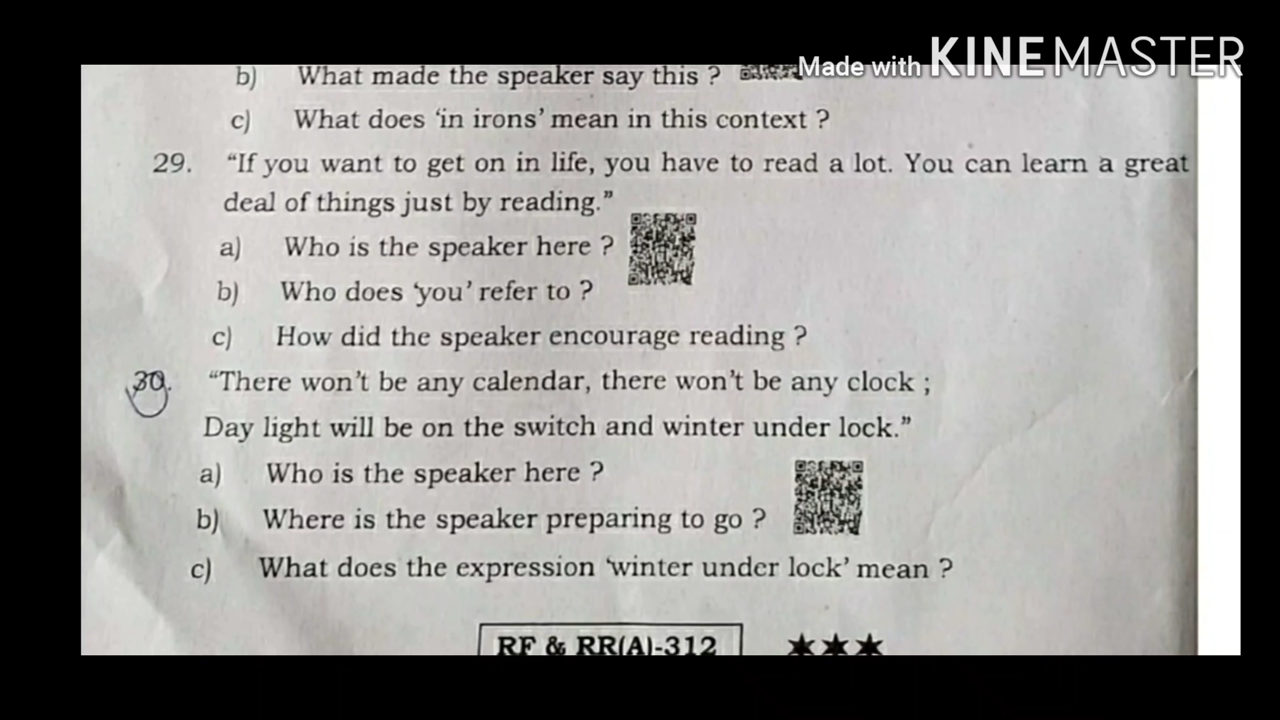 Made with KINEMASTER
b) What made the speaker say this ?
c) What does ‘in irons’ mean in this context ?
29. “If you want to get on in life, you have to read a lot. You can learn a great
deal of things just by reading.”
a) Who is the speaker here ?
b) Who does ‘you’ refer to ?
c) How did the speaker encourage reading ?
30. “There won’t be any calendar, there won’t be any clock ;
Day light will be on the switch and winter under lock.”
a) Who is the speaker here ?
b) Where is the speaker preparing to go ?
c) What does the expression ‘winter under lock’ mean ?
RF & RR(A)-312 ★★★